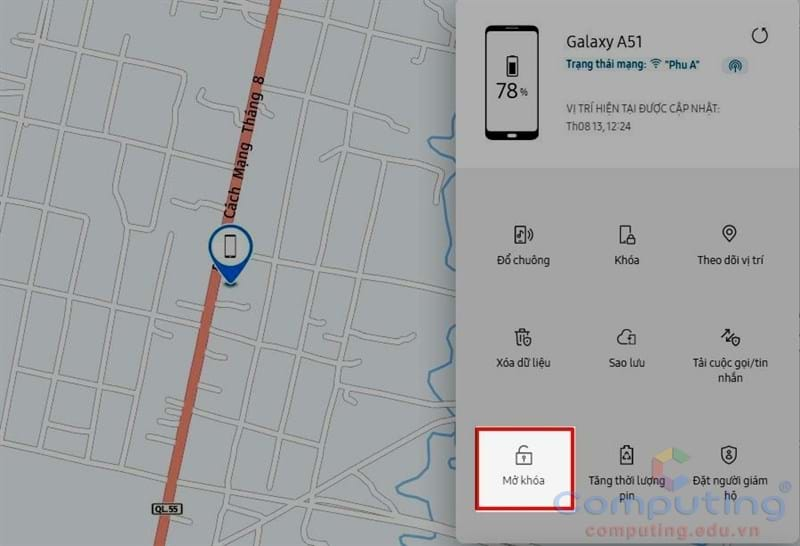 Cách Mạng Tháng 8
QL.55
Galaxy A51
Trạng thái mạng: "Phu A"
78%
VỊ TRÍ HIỆN TẠI ĐƯỢC CẬP NHẬT:
Th08 13, 12:24
Đổ chuông
Khóa
Theo dõi vị trí
Xóa dữ liệu
Sao lưu
Tải cuộc gọi/tin
nhắn
Mở khóa
Tăng thời lượng
pin
Đặt người giám
hộ
Computing®
computing.edu.vn